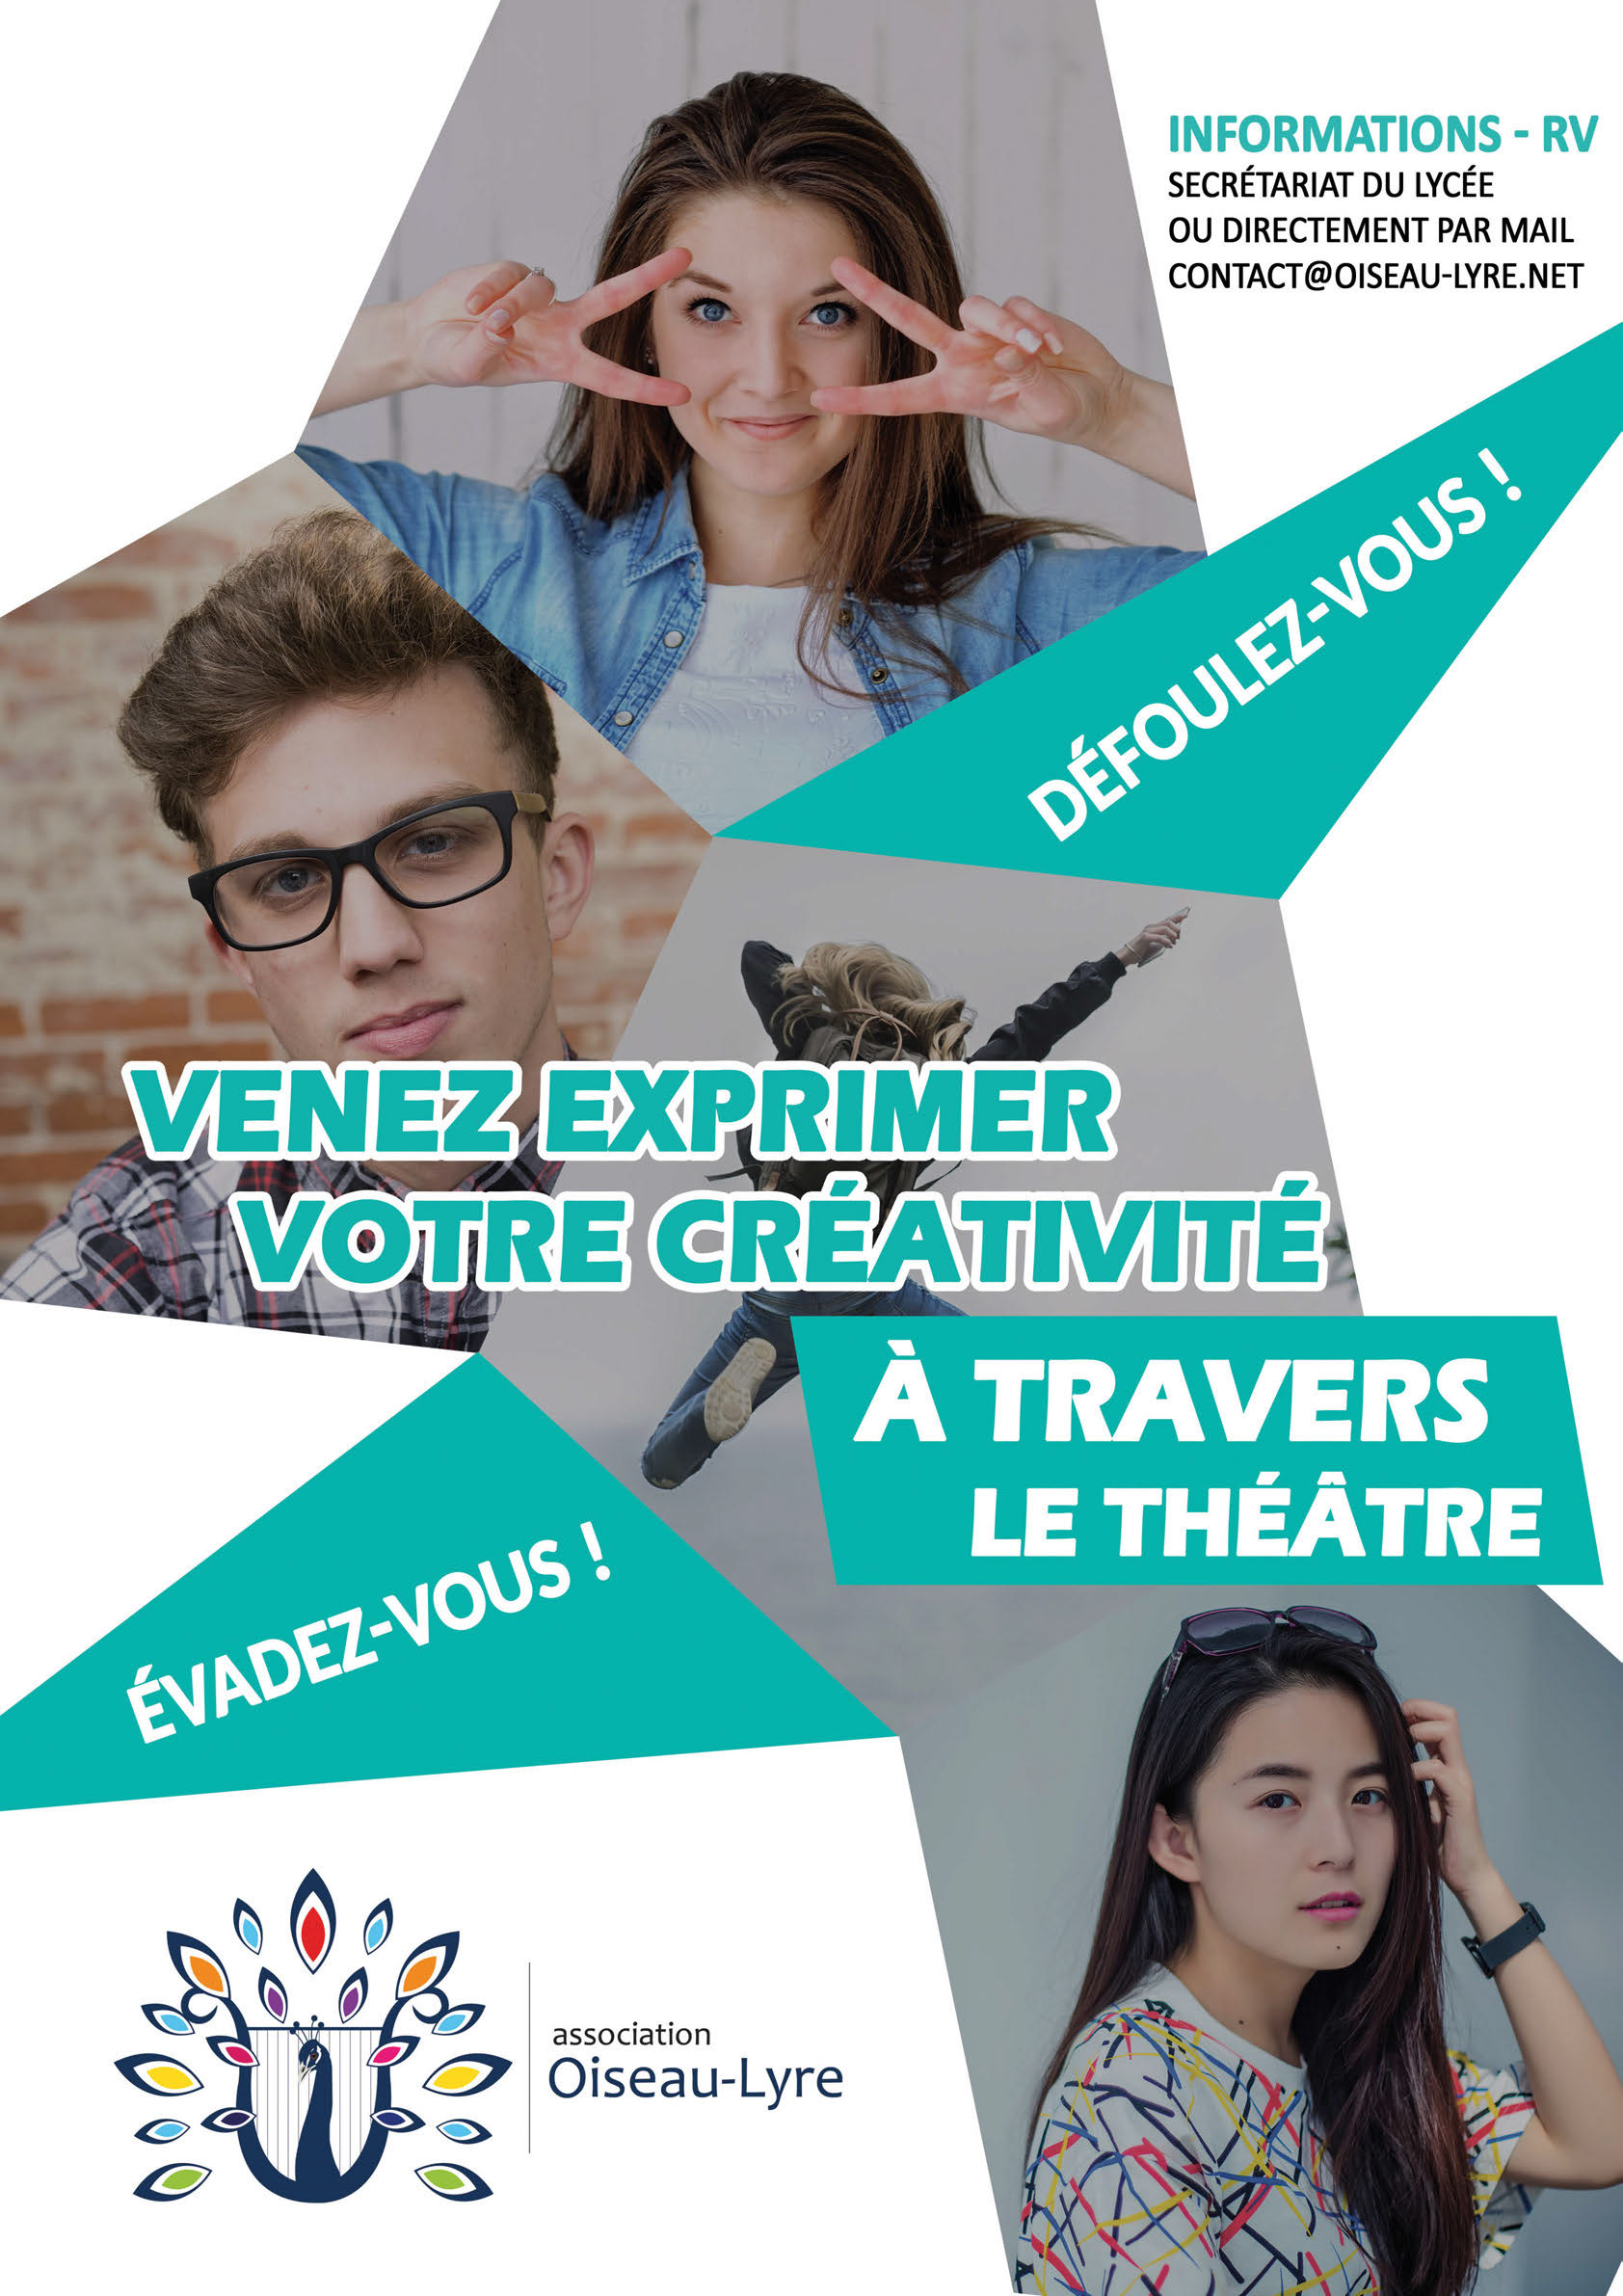 INFORMATIONS - RV
SECRÉTARIAT DU LYCÉE
OU DIRECTEMENT PAR MAIL
CONTACT@OISEAU-LYRE.NET
DÉFOULEZ-VOUS !
VENEZ EXPRIMER
VOTRE CRÉATIVITÉ
À TRAVERS
LE THÉÂTRE
ÉVADEZ-VOUS !
association
Oiseau-Lyre